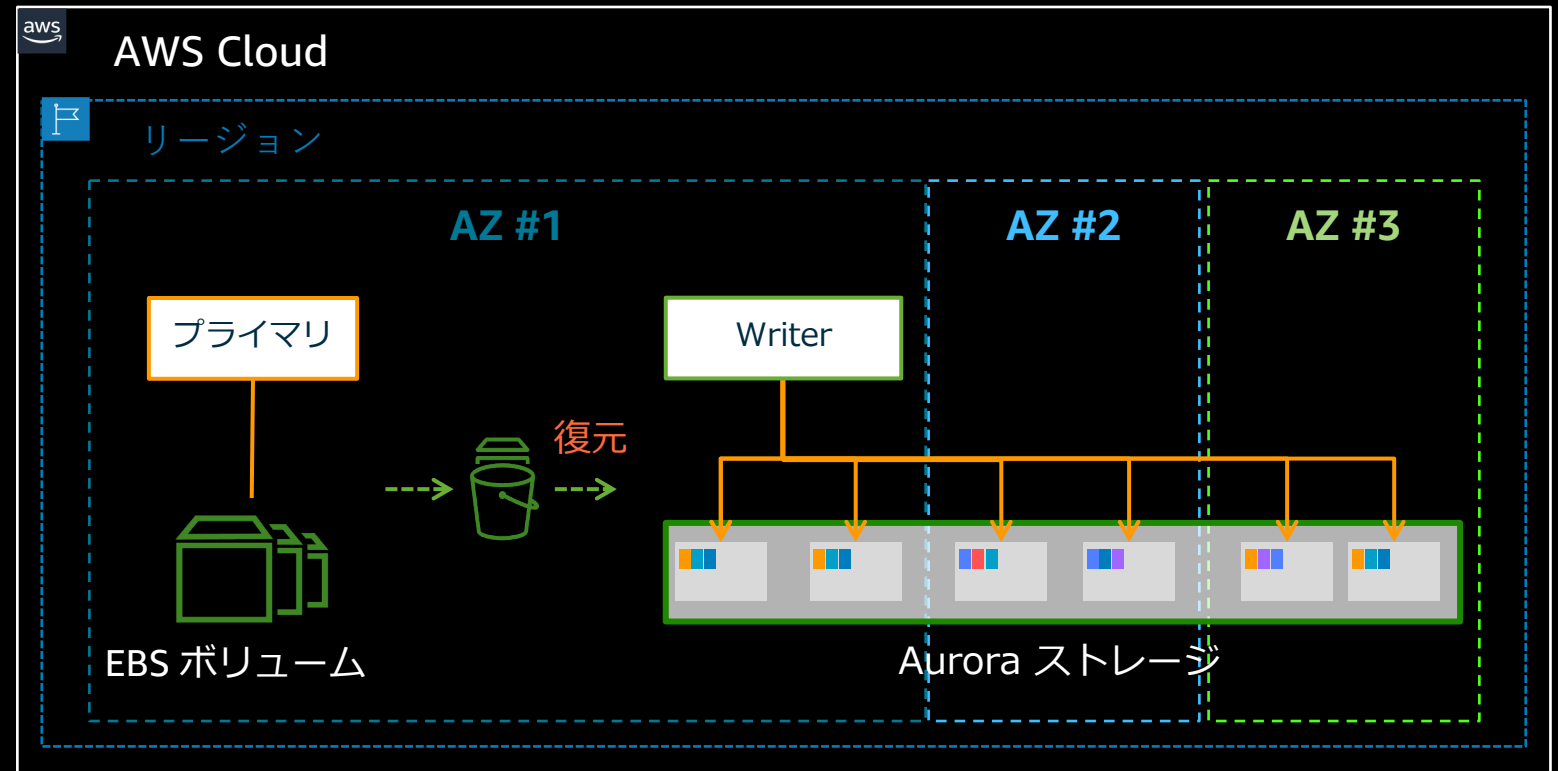 aws
AWS Cloud
リージョン
AZ #1
AZ #2
AZ #3
プライマリ
Writer
復元
EBS ボリューム
Aurora ストレージ